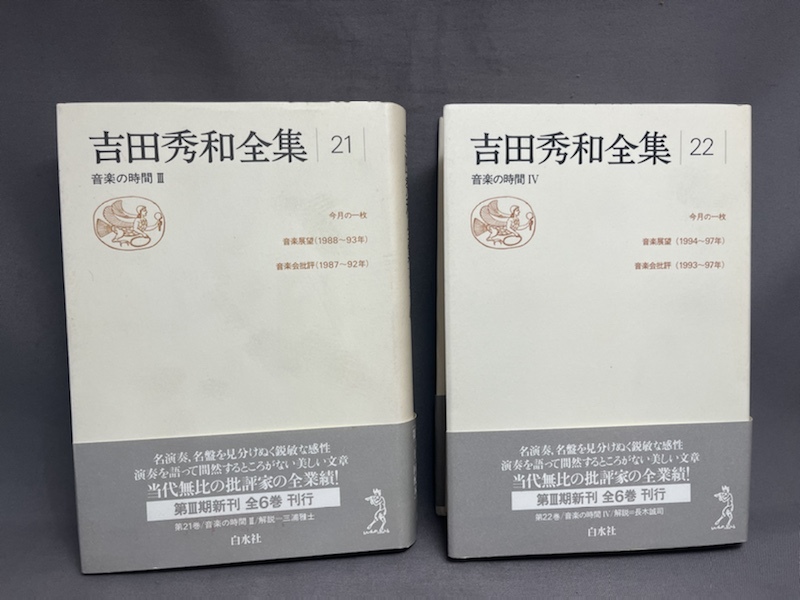 吉田秀和全集 21
音楽の時間 III
今月の一枚
音楽展望(1988〜93年)
音楽会批評(1987〜92年)
名演奏、名盤を見分けぬく鋭敏な感性
演奏を語って間然するところがない美しい文章
当代無比の批評家の全業績!
第III期新刊 全6巻 刊行
第21巻/音楽の時間 III/解説=三浦雅士
白水社
吉田秀和全集 22
音楽の時間 IV
今月の一枚
音楽展望 (1994〜97年)
音楽会批評 (1993〜97年)
名演奏、名盤を見分けぬく鋭敏な感性
演奏を語って間然するところがない美しい文章
当代無比の批評家の全業績!
第III期新刊 全6巻 刊行
第22巻/音楽の時間 IV/解説=長木誠司
白水社